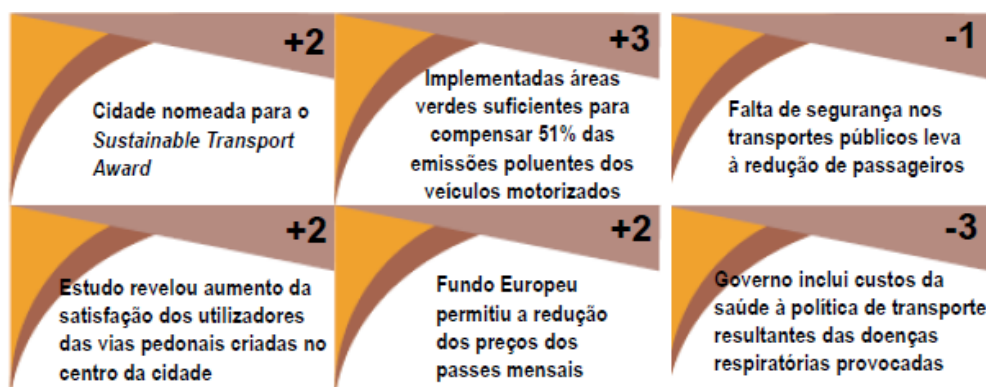 +2
Cidade nomeada para o
Sustainable Transport
Award
+3
Implementadas áreas
verdes suficientes para
compensar 51% das
emissões poluentes dos
veículos motorizados
-1
Falta de segurança nos
transportes públicos leva
à redução de passageiros
+2
Estudo revelou aumento da
satisfação dos utilizadores
das vias pedonais criadas no
centro da cidade
+2
Fundo Europeu
permitiu a redução
dos preços dos
passes mensais
-3
Governo inclui custos da
saúde à política de transporte
resultantes das doenças
respiratórias provocadas